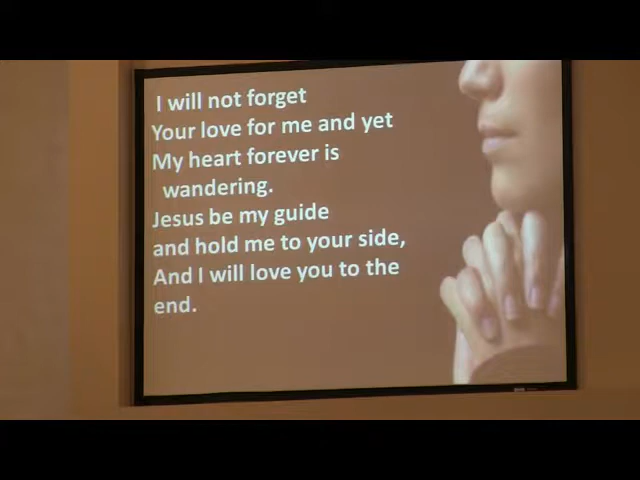 I will not forget
Your love for me and yet
My heart forever is
wandering.
Jesus be my guide
and hold me to your side,
And I will love you to the
end.